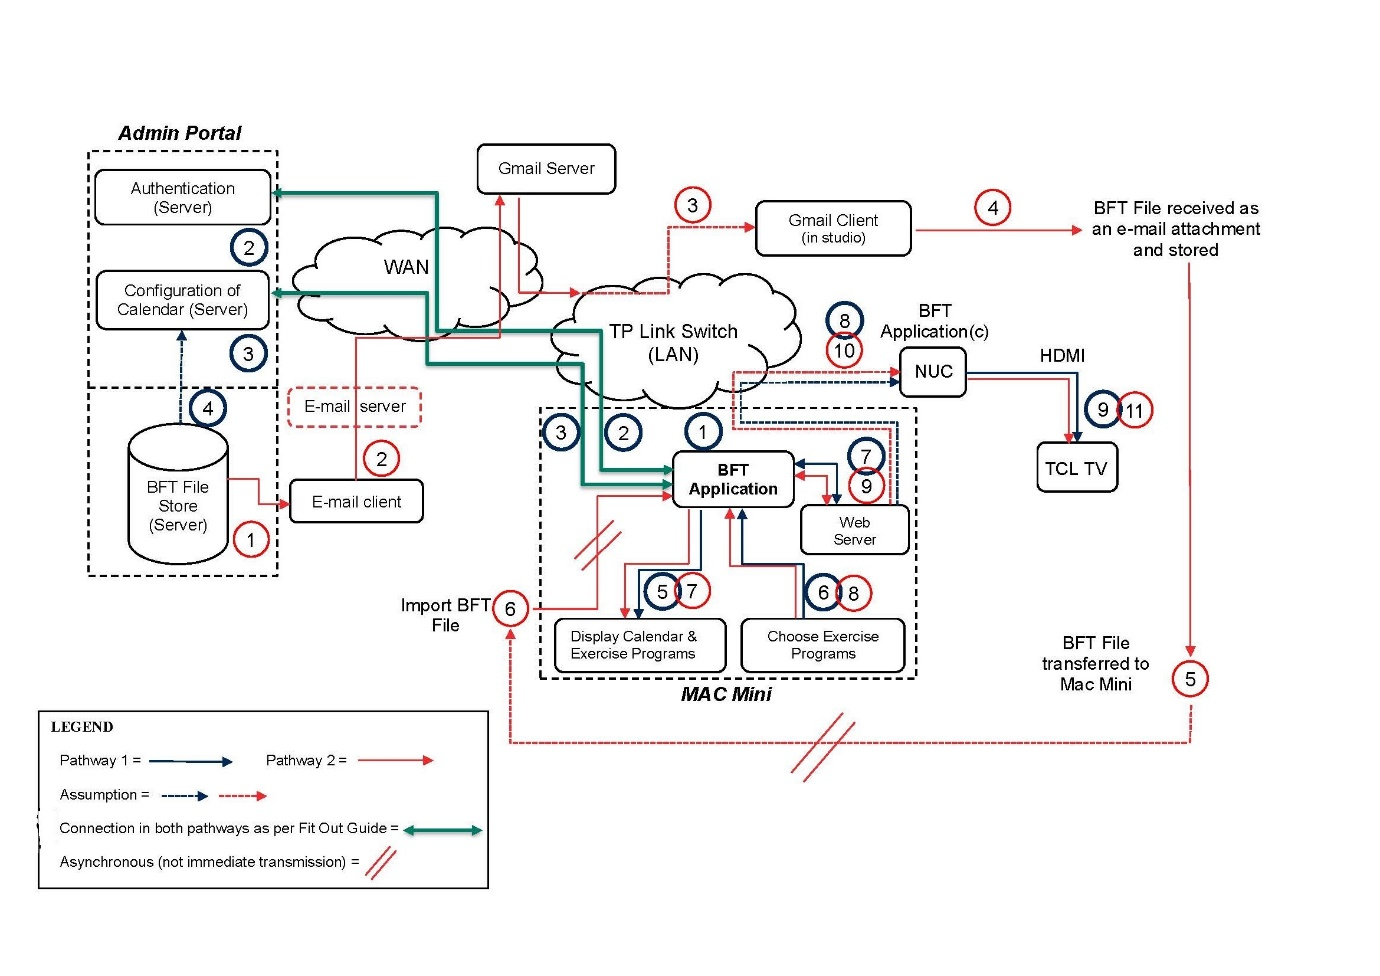 Admin Portal
Authentication
(Server)
2
Configuration of
Calendar (Server)
3
4
BFT File
Store
(Server)
1
E-mail server
2
E-mail client
WAN
Gmail Server
3
Gmail Client
(in studio)
4
BFT File received as
an e-mail attachment
and stored
TP Link Switch
(LAN)
8
10
BFT
Application(c)
NUC
HDMI
9
11
TCL TV
3
2
1
BFT
Application
7
9
Web
Server
5
7
6
8
Display Calendar &
Exercise Programs
Choose Exercise
Programs
MAC Mini
Import BFT
File
6
BFT File
transferred to
Mac Mini
5
LEGEND
Pathway 1 =
Pathway 2 =
Assumption =
Connection in both pathways as per Fit Out Guide =
Asynchronous (not immediate transmission) =